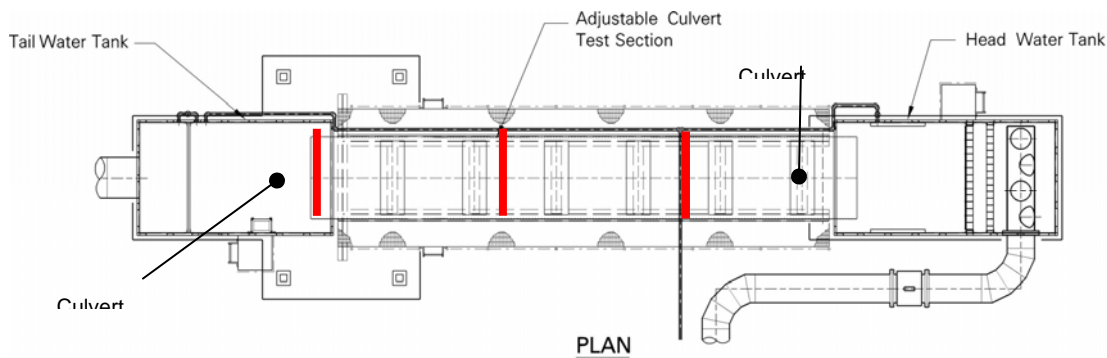 Adjustable Culvert
Test Section
Tail Water Tank
Head Water Tank
Culvert
Culvert
PLAN